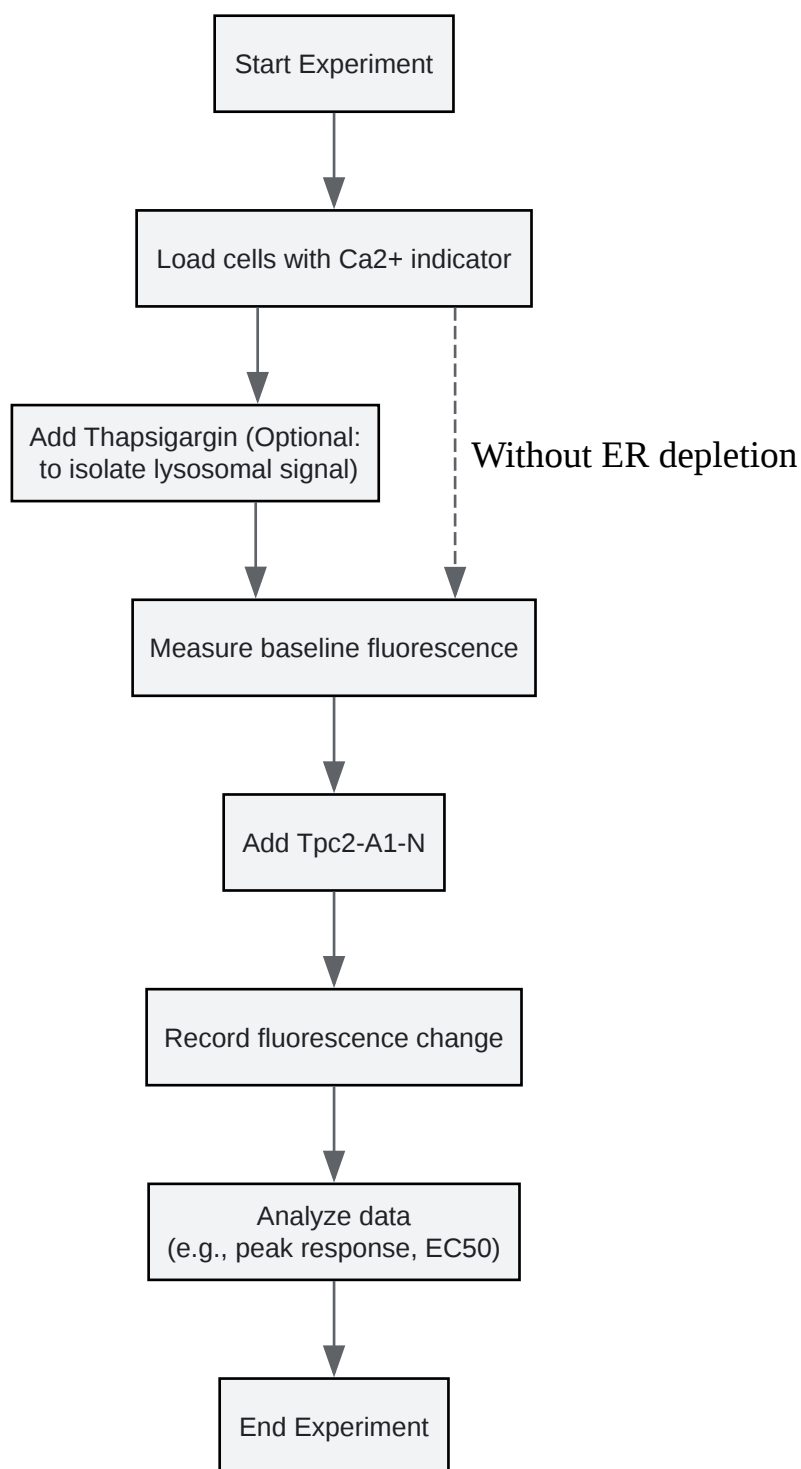 Start Experiment
Load cells with Ca2+ indicator
Add Thapsigargin (Optional:
to isolate lysosomal signal)
Without ER depletion
Measure baseline fluorescence
Add Tpc2-A1-N
Record fluorescence change
Analyze data
(e.g., peak response, EC50)
End Experiment